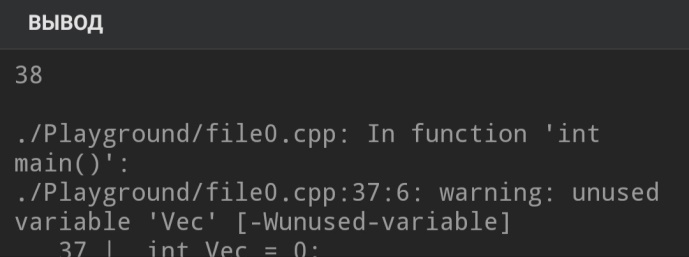 ВЫВОД
38
./Playground/file0.cpp: In function 'int
main()':
./Playground/file0.cpp:37:6: warning: unused
variable 'Vec' [-Wunused-variable]
37 |  int Vec = 0;